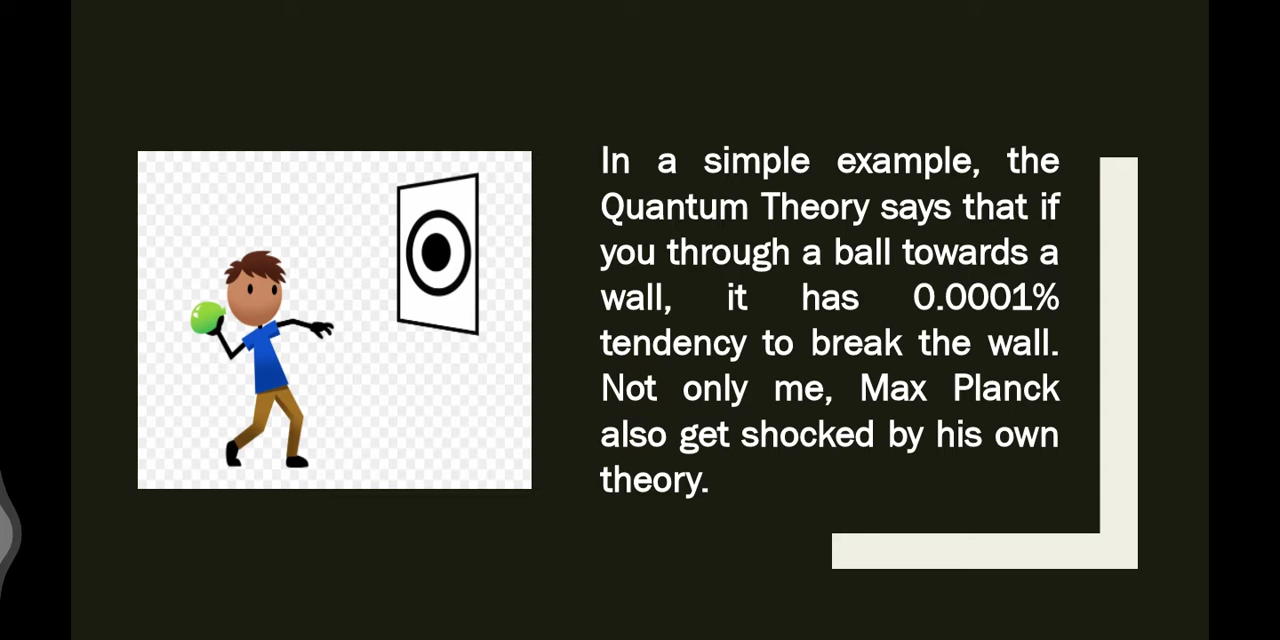 In a simple example, the
Quantum Theory says that if
you through a ball towards a
wall, it has 0.0001%
tendency to break the wall.
Not only me, Max Planck
also get shocked by his own
theory.